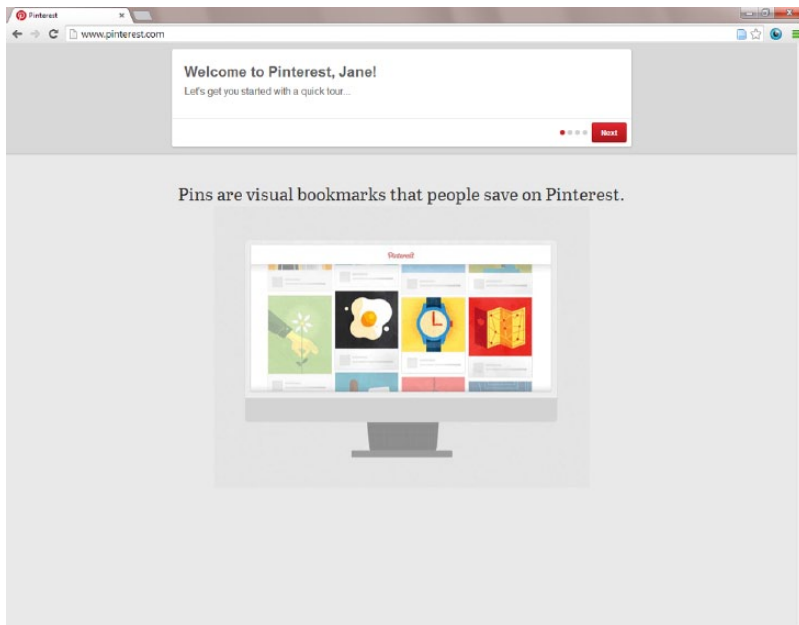 Pinterest
www.pinterest.com
Welcome to Pinterest, Jane!
Let's get you started with a quick tour...
Next
Pins are visual bookmarks that people save on Pinterest.
Pinterest